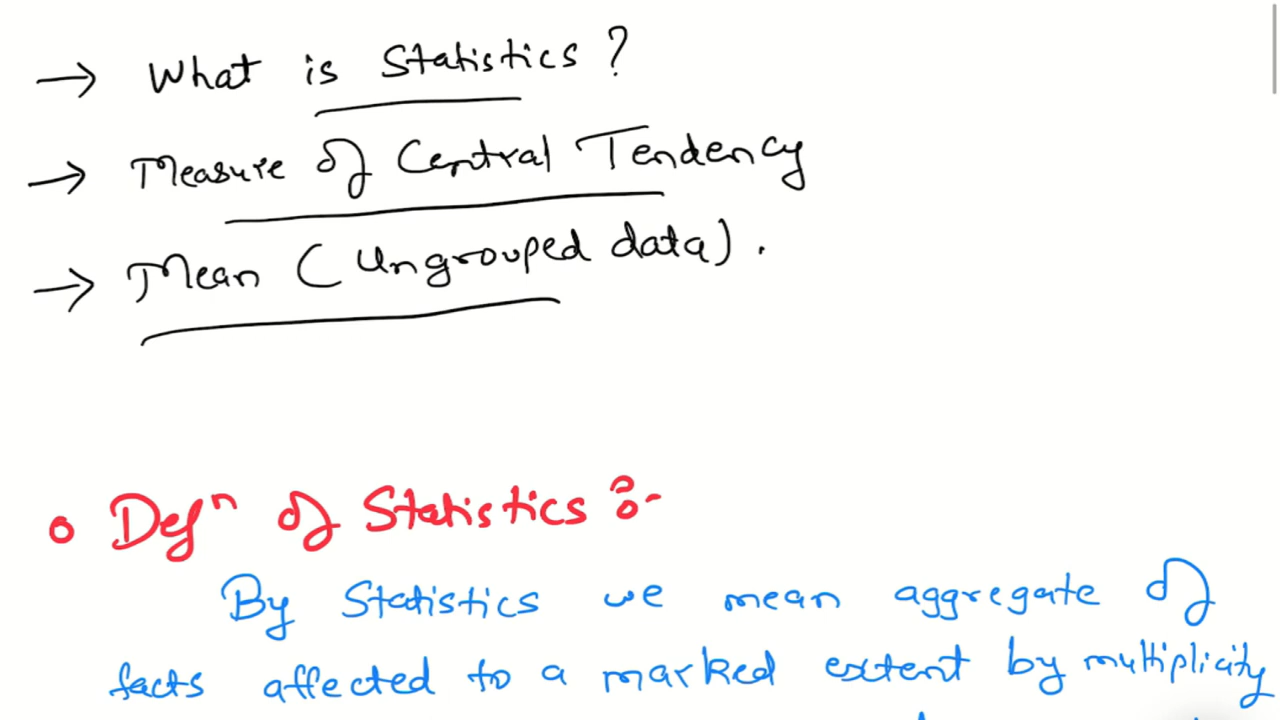 → What is Statistics?
→ Measure of Central Tendency
→ Mean (Ungrouped data).
o Defⁿ of Statistics :-
By Statistics we mean aggregate of
facts affected to a marked extent by multiplicity